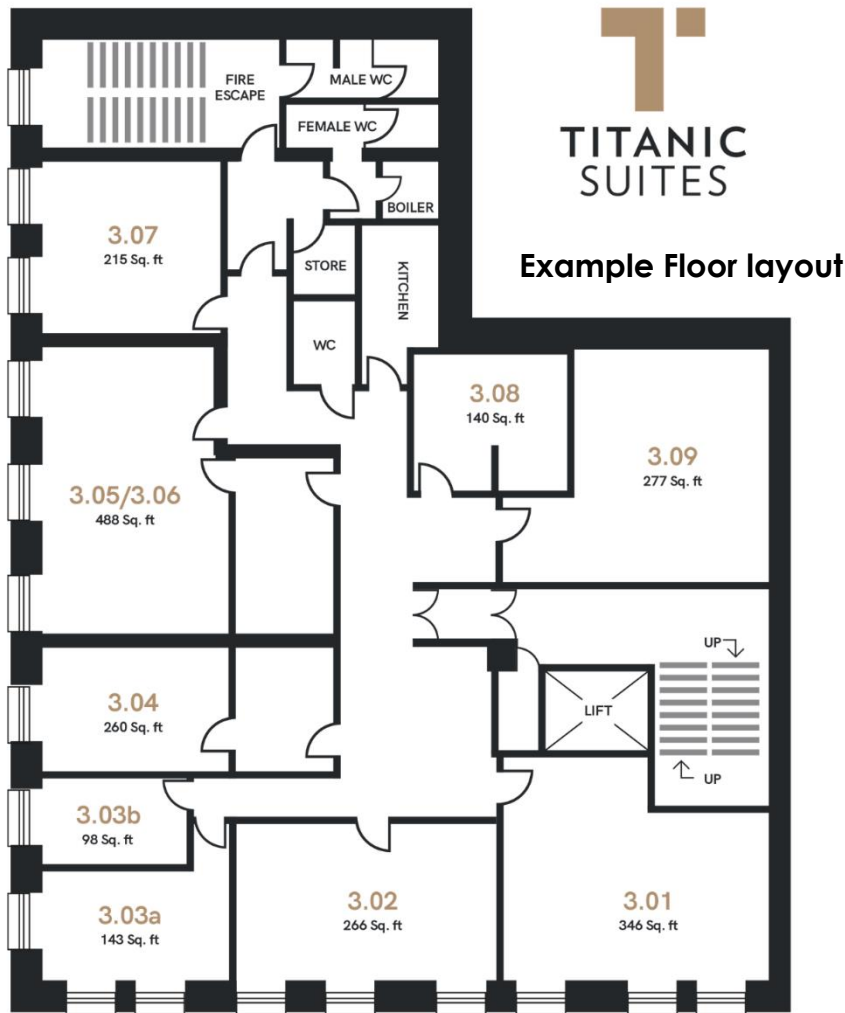 TITANIC
SUITES
Example Floor layout
FIRE
ESCAPE
MALE WC
FEMALE WC
BOILER
3.07
215 Sq. ft
STORE
KITCHEN
WC
3.08
140 Sq. ft
3.09
277 Sq. ft
3.05/3.06
488 Sq. ft
UP
LIFT
UP
3.04
260 Sq. ft
3.03b
98 Sq. ft
3.03a
143 Sq. ft
3.02
266 Sq. ft
3.01
346 Sq. ft